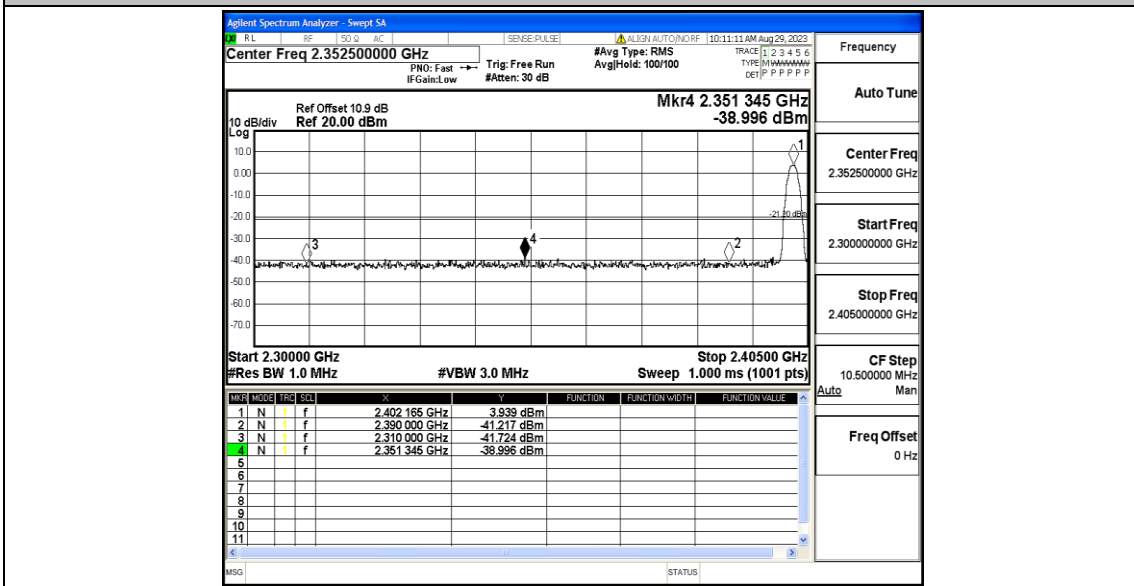 Agilent Spectrum Analyzer - Swept SA
RL RF 50 Ω AC SENSE:PULSE ALIGN AUTO/NO RF 10:11:11 AM Aug 29, 2023
Center Freq 2.352500000 GHz
PNO: Fast
IFGain:Low
Trig: Free Run
#Atten: 30 dB
#Avg Type: RMS
Avg|Hold: 100/100
TRACE 1 2 3 4 5 6
TYPE M
DET P P P P P P
Frequency
Auto Tune
Center Freq
2.352500000 GHz
Start Freq
2.300000000 GHz
Stop Freq
2.405000000 GHz
CF Step
10.500000 MHz
Auto Man
Freq Offset
0 Hz
Ref Offset 10.9 dB
Ref 20.00 dBm
10 dB/div
Log
Mkr4 2.351 345 GHz
-38.996 dBm
10.0
0.00
-10.0
-20.0
-30.0
-40.0
-50.0
-60.0
-70.0
1
-21.20 dBm
3
4
2
Start 2.30000 GHz
Stop 2.40500 GHz
#Res BW 1.0 MHz
#VBW 3.0 MHz
Sweep 1.000 ms (1001 pts)
MKR MODE TRC SCL X Y FUNCTION FUNCTION WIDTH FUNCTION VALUE
1 N 1 f 2.402 165 GHz 3.939 dBm
2 N 1 f 2.390 000 GHz -41.217 dBm
3 N 1 f 2.310 000 GHz -41.724 dBm
4 N 1 f 2.351 345 GHz -38.996 dBm
5
6
7
8
9
10
11
MSG
STATUS